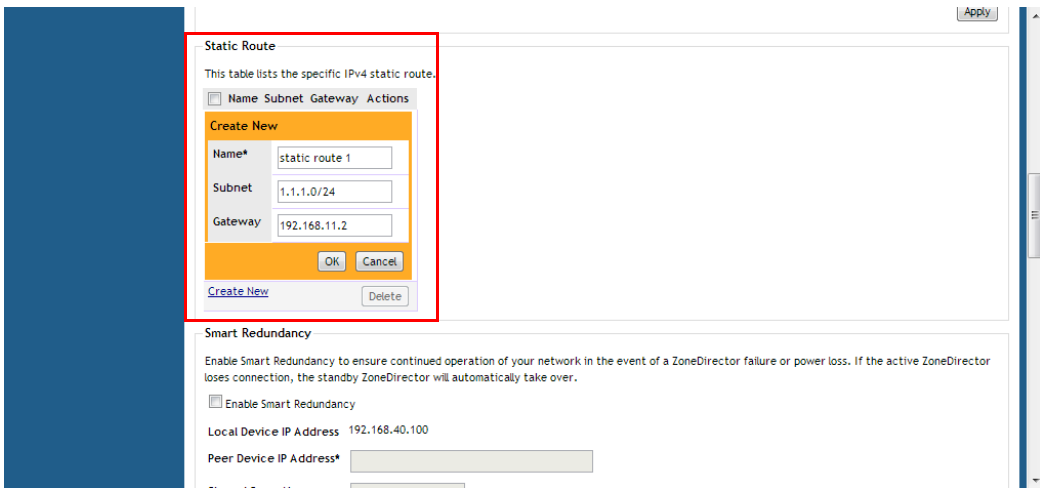 Apply
Static Route
This table lists the specific IPv4 static route.
Name Subnet Gateway Actions
Create New
Name* static route 1
Subnet 1.1.1.0/24
Gateway 192.168.11.2
OK Cancel
Create New Delete
Smart Redundancy
Enable Smart Redundancy to ensure continued operation of your network in the event of a ZoneDirector failure or power loss. If the active ZoneDirector
loses connection, the standby ZoneDirector will automatically take over.
Enable Smart Redundancy
Local Device IP Address 192.168.40.100
Peer Device IP Address*